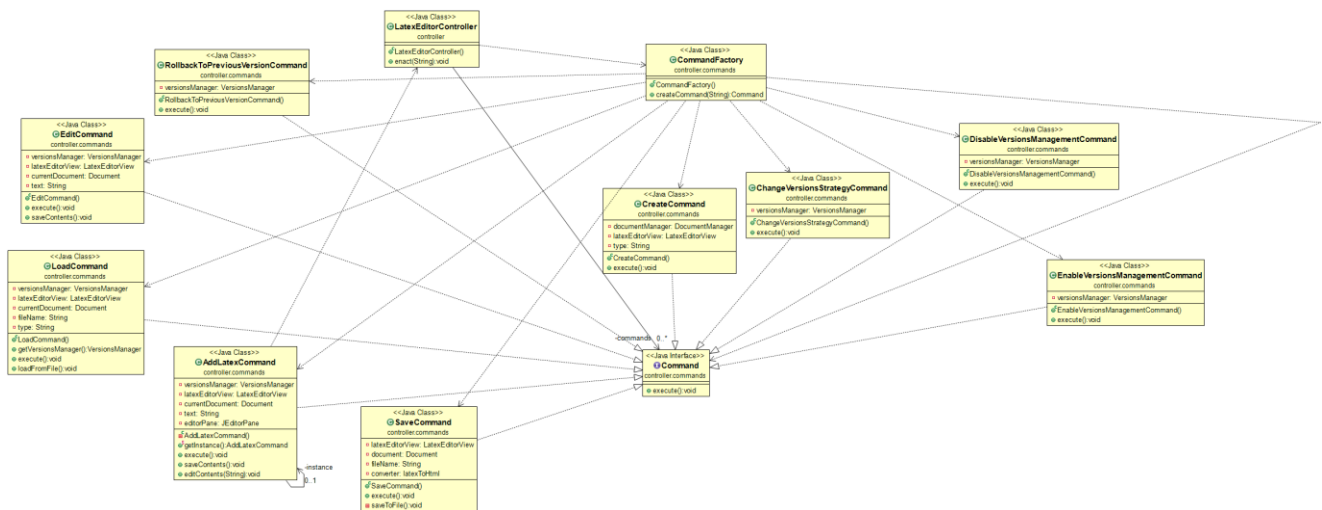 <<Java Class>>
LatexEditorController
controller
LatexEditorController()
enact(String):void
<<Java Class>>
CommandFactory
controller.commands
CommandFactory()
createCommand(String):Command
<<Java Class>>
RollbackToPreviousVersionCommand
controller.commands
versionsManager: VersionsManager
RollbackToPreviousVersionCommand()
execute():void
<<Java Class>>
EditCommand
controller.commands
versionsManager: VersionsManager
latexEditorView: LatexEditorView
currentDocument: Document
text: String
EditCommand()
execute():void
saveContents():void
<<Java Class>>
DisableVersionsManagementCommand
controller.commands
versionsManager: VersionsManager
DisableVersionsManagementCommand()
execute():void
<<Java Class>>
ChangeVersionsStrategyCommand
controller.commands
versionsManager: VersionsManager
ChangeVersionsStrategyCommand()
execute():void
<<Java Class>>
CreateCommand
controller.commands
documentManager: DocumentManager
latexEditorView: LatexEditorView
type: String
CreateCommand()
execute():void
<<Java Class>>
LoadCommand
controller.commands
versionsManager: VersionsManager
latexEditorView: LatexEditorView
currentDocument: Document
fileName: String
type: String
LoadCommand()
getVersionsManager():VersionsManager
execute():void
loadFromFile():void
<<Java Class>>
EnableVersionsManagementCommand
controller.commands
versionsManager: VersionsManager
EnableVersionsManagementCommand()
execute():void
-commands 0..*
<<Java Interface>>
Command
controller.commands
execute():void
<<Java Class>>
AddLatexCommand
controller.commands
versionsManager: VersionsManager
latexEditorView: LatexEditorView
currentDocument: Document
text: String
editorPane: JEditorPane
AddLatexCommand()
getInstance():AddLatexCommand
execute():void
saveContents():void
editContents(String):void
-instance
0..1
<<Java Class>>
SaveCommand
controller.commands
latexEditorView: LatexEditorView
document: Document
fileName: String
converter: latexToHtml
SaveCommand()
execute():void
saveToFile():void